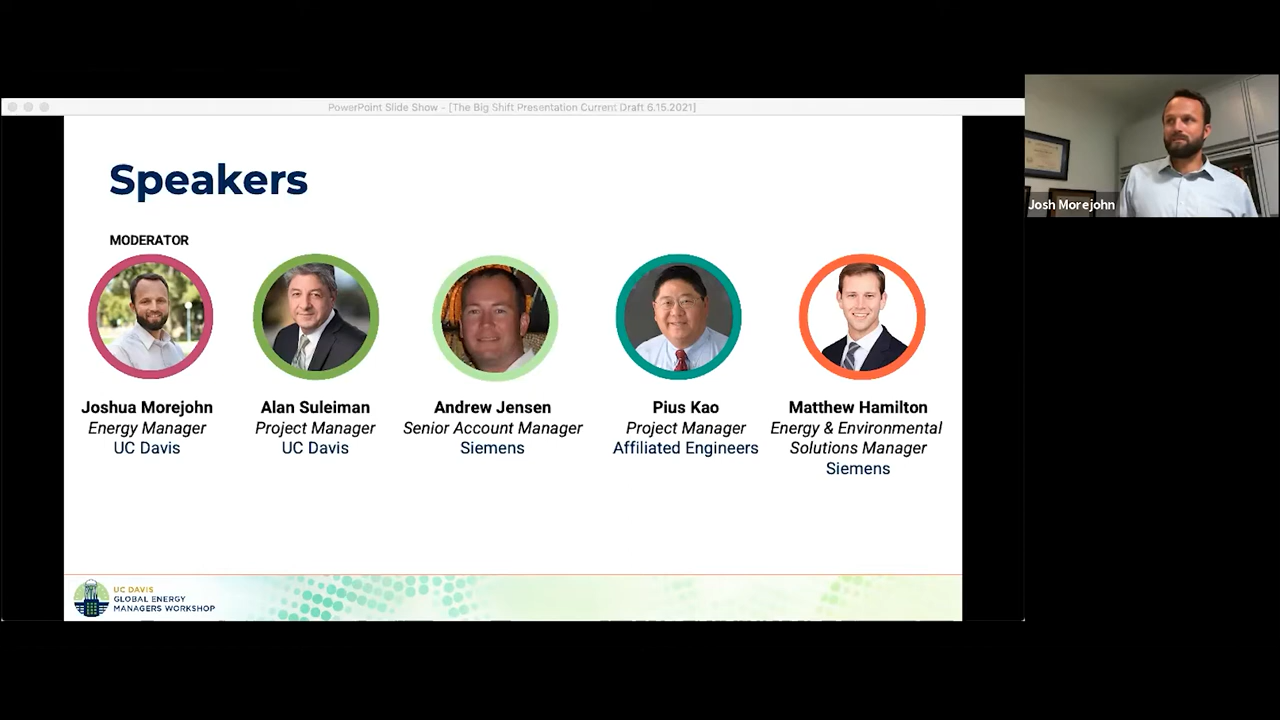 PowerPoint Slide Show - [The Big Shift Presentation Current Draft 6.15.2021]
Speakers
MODERATOR
Joshua Morejohn
Energy Manager
UC Davis
Alan Suleiman
Project Manager
UC Davis
Andrew Jensen
Senior Account Manager
Siemens
Pius Kao
Project Manager
Affiliated Engineers
Matthew Hamilton
Energy & Environmental
Solutions Manager
Siemens
UC DAVIS
GLOBAL ENERGY
MANAGERS WORKSHOP
Josh Morejohn